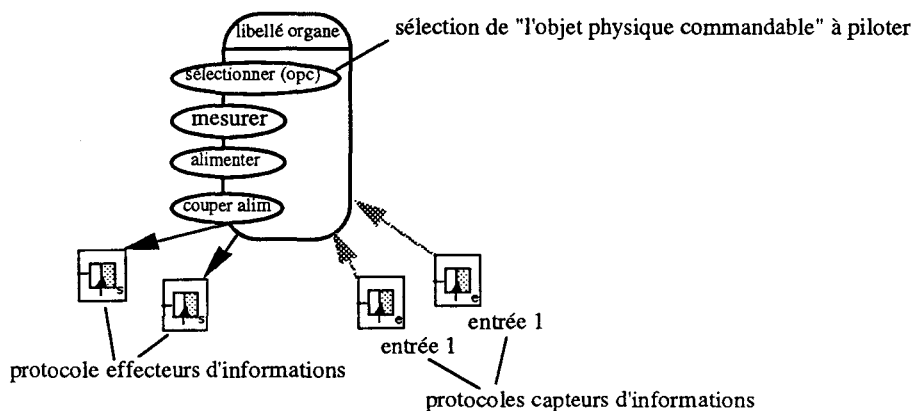 libellé organe
sélection de "l'objet physique commandable" à piloter
sélectionner (opc)
mesurer
alimenter
couper alim
s
s
e
e
entrée 1
entrée 1
protocole effecteurs d'informations
protocoles capteurs d'informations